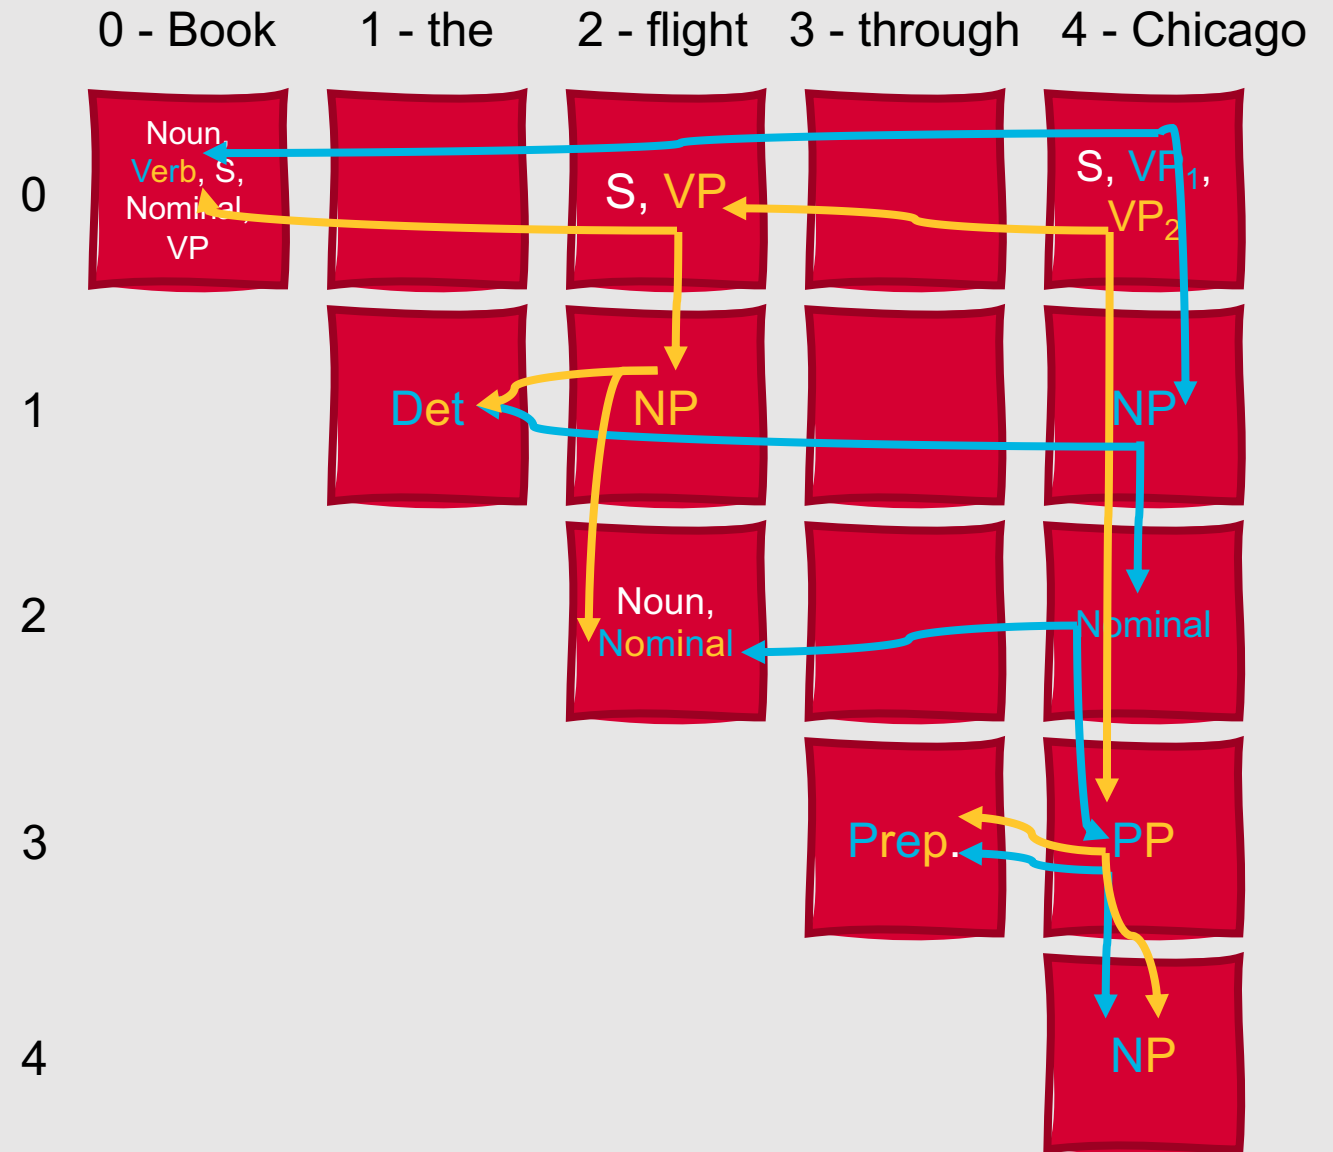 0 - Book 1 - the 2 - flight 3 - through 4 - Chicago
0
Noun,
Verb, S,
Nominal,
VP
S, VP
S, VP1,
VP2
1
Det
NP
NP
2
Noun,
Nominal
Nominal
3
Prep.
PP
4
NP